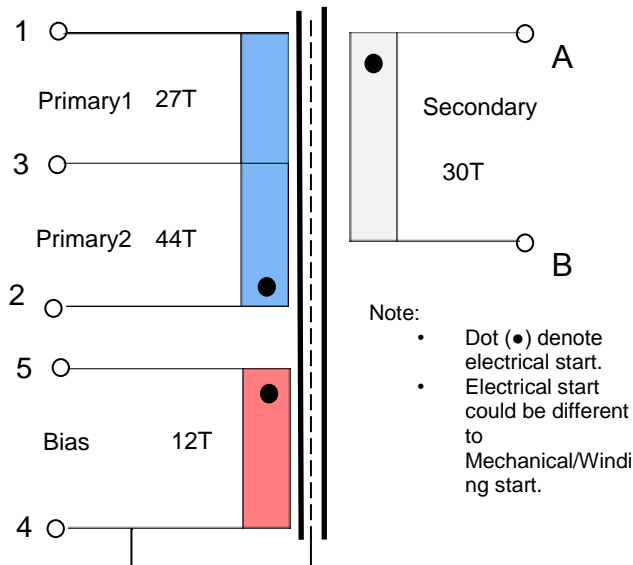 1
Primary1 27T
3
Primary2 44T
2
5
Bias 12T
4
A
Secondary
30T
B
Note:
• Dot (●) denote
electrical start.
• Electrical start
could be different
to
Mechanical/Windi
ng start.